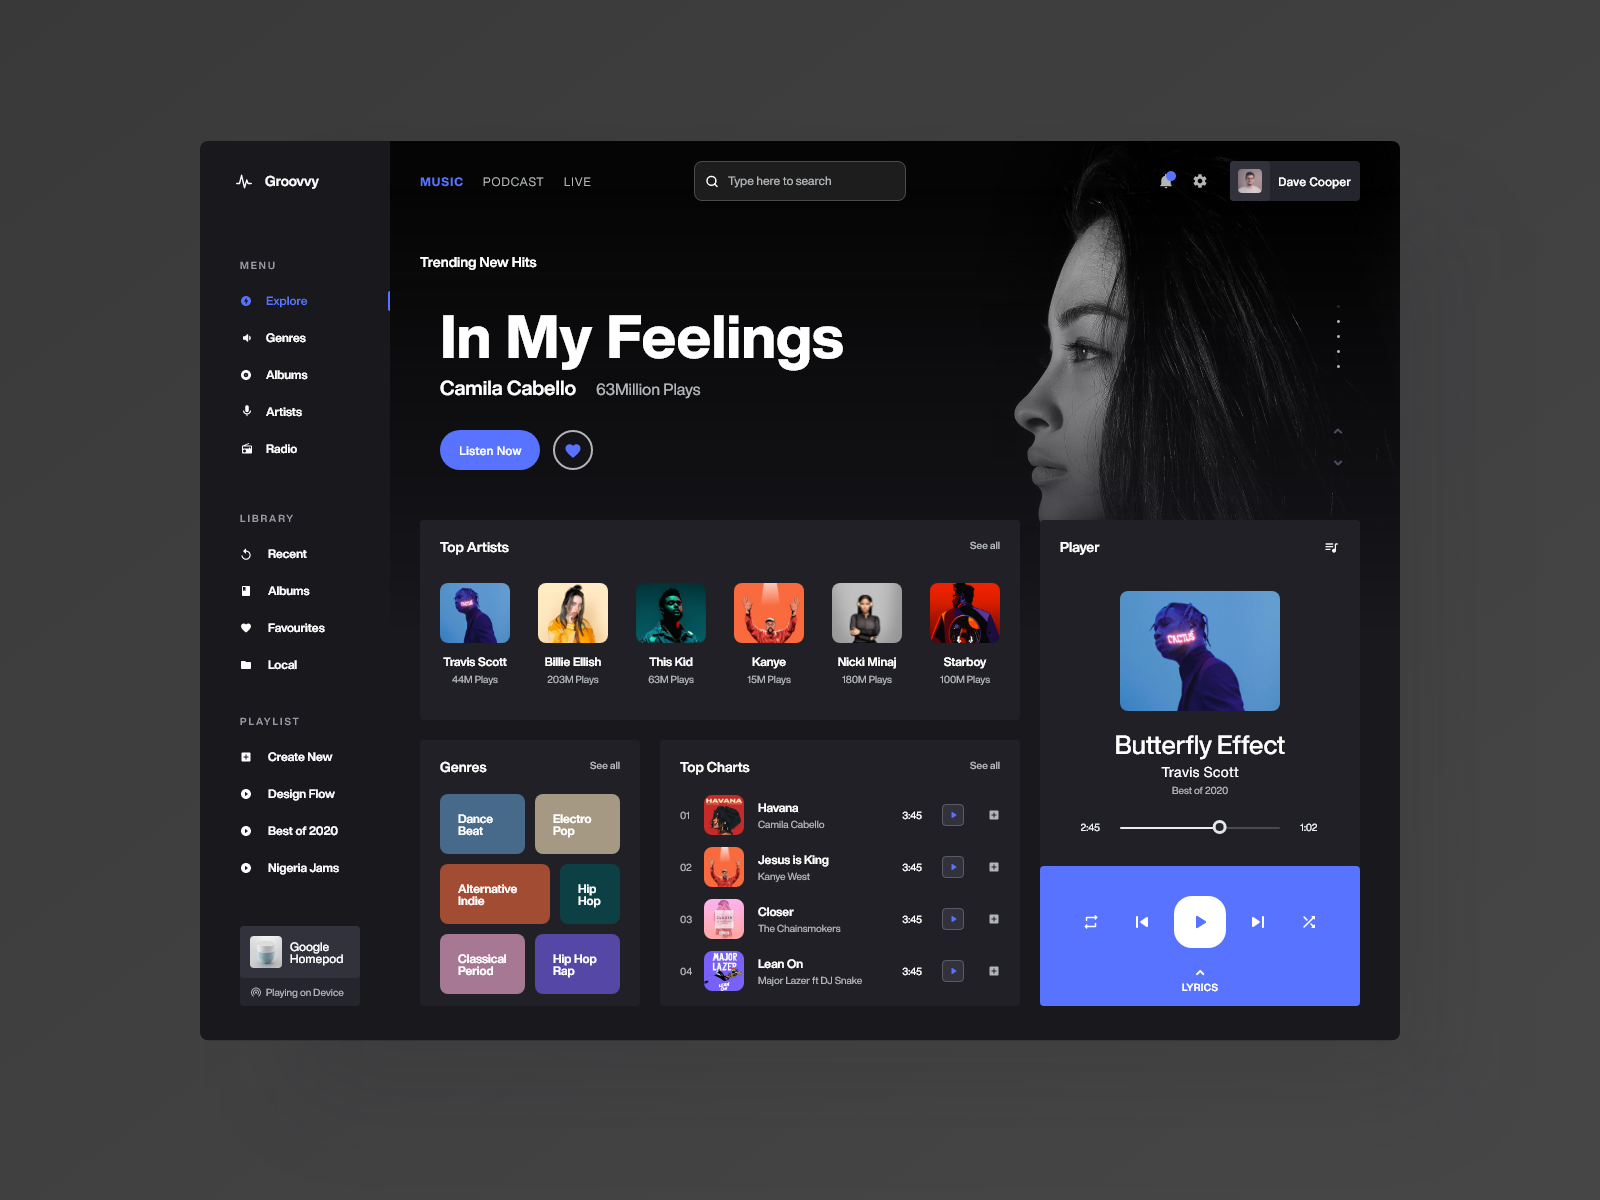 Groovvy
MUSIC PODCAST LIVE
Type here to search
Dave Cooper
MENU
Explore
Genres
Albums
Artists
Radio
LIBRARY
Recent
Albums
Favourites
Local
PLAYLIST
Create New
Design Flow
Best of 2020
Nigeria Jams
Google
Homepod
Playing on Device
Trending New Hits
In My Feelings
Camila Cabello 63Million Plays
Listen Now
Top Artists See all
Travis Scott
44M Plays
Billie Ellish
203M Plays
This Kid
63M Plays
Kanye
15M Plays
Nicki Minaj
180M Plays
Starboy
100M Plays
Genres See all
Dance
Beat
Electro
Pop
Alternative
Indie
Hip
Hop
Classical
Period
Hip Hop
Rap
Top Charts See all
01
HAVANA
Havana
Camila Cabello
3:45
02
Jesus is King
Kanye West
3:45
03
Closer
The Chainsmokers
3:45
04
MAJOR
LAZER
Lean On
Major Lazer ft DJ Snake
3:45
Player
CACTUS
Butterfly Effect
Travis Scott
Best of 2020
2:45 1:02
LYRICS